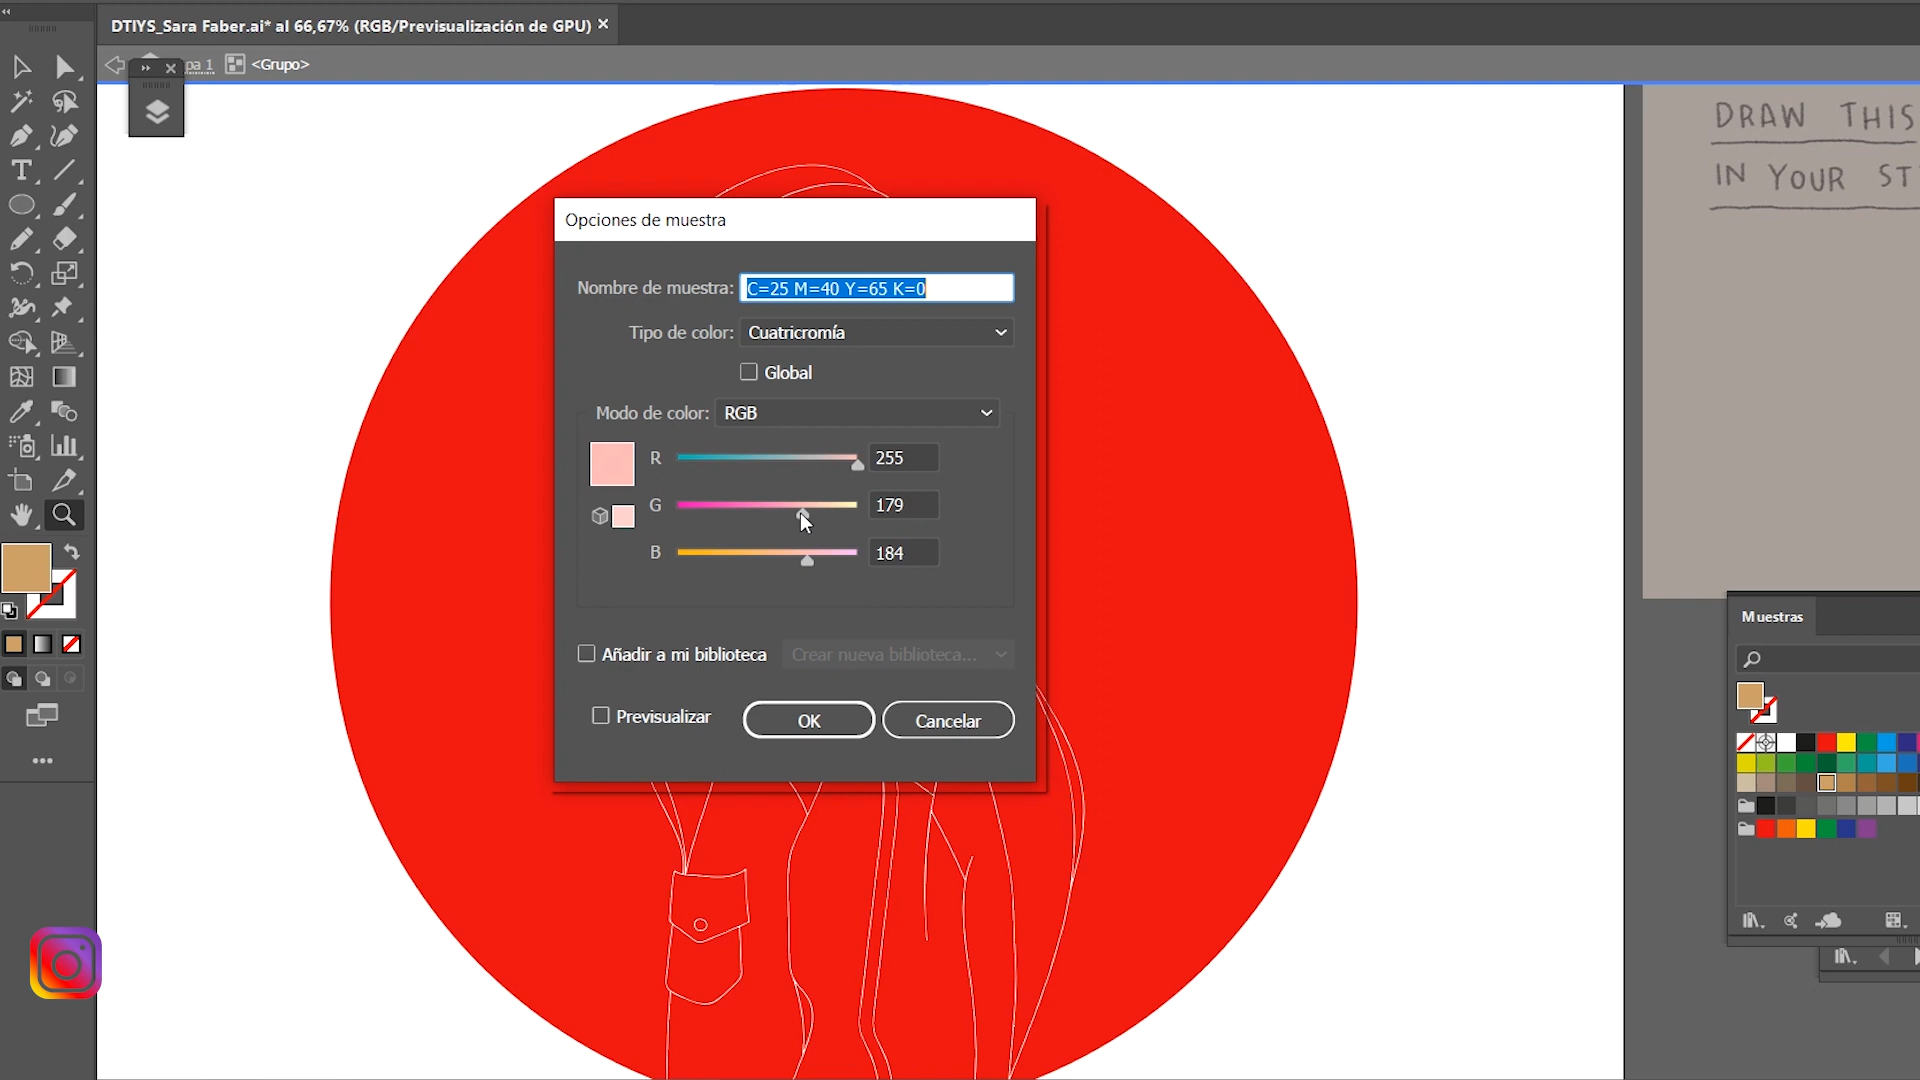 DTIYS_Sara Faber.ai* al 66,67% (RGB/Previsualización de GPU) ×
pa 1 <Grupo>
DRAW THIS
IN YOUR ST
Opciones de muestra
Nombre de muestra: C=25 M=40 Y=65 K=0
Tipo de color: Cuatricromía
Global
Modo de color: RGB
R 255
G 179
B 184
Añadir a mi biblioteca Crear nueva biblioteca...
Previsualizar OK Cancelar
Muestras